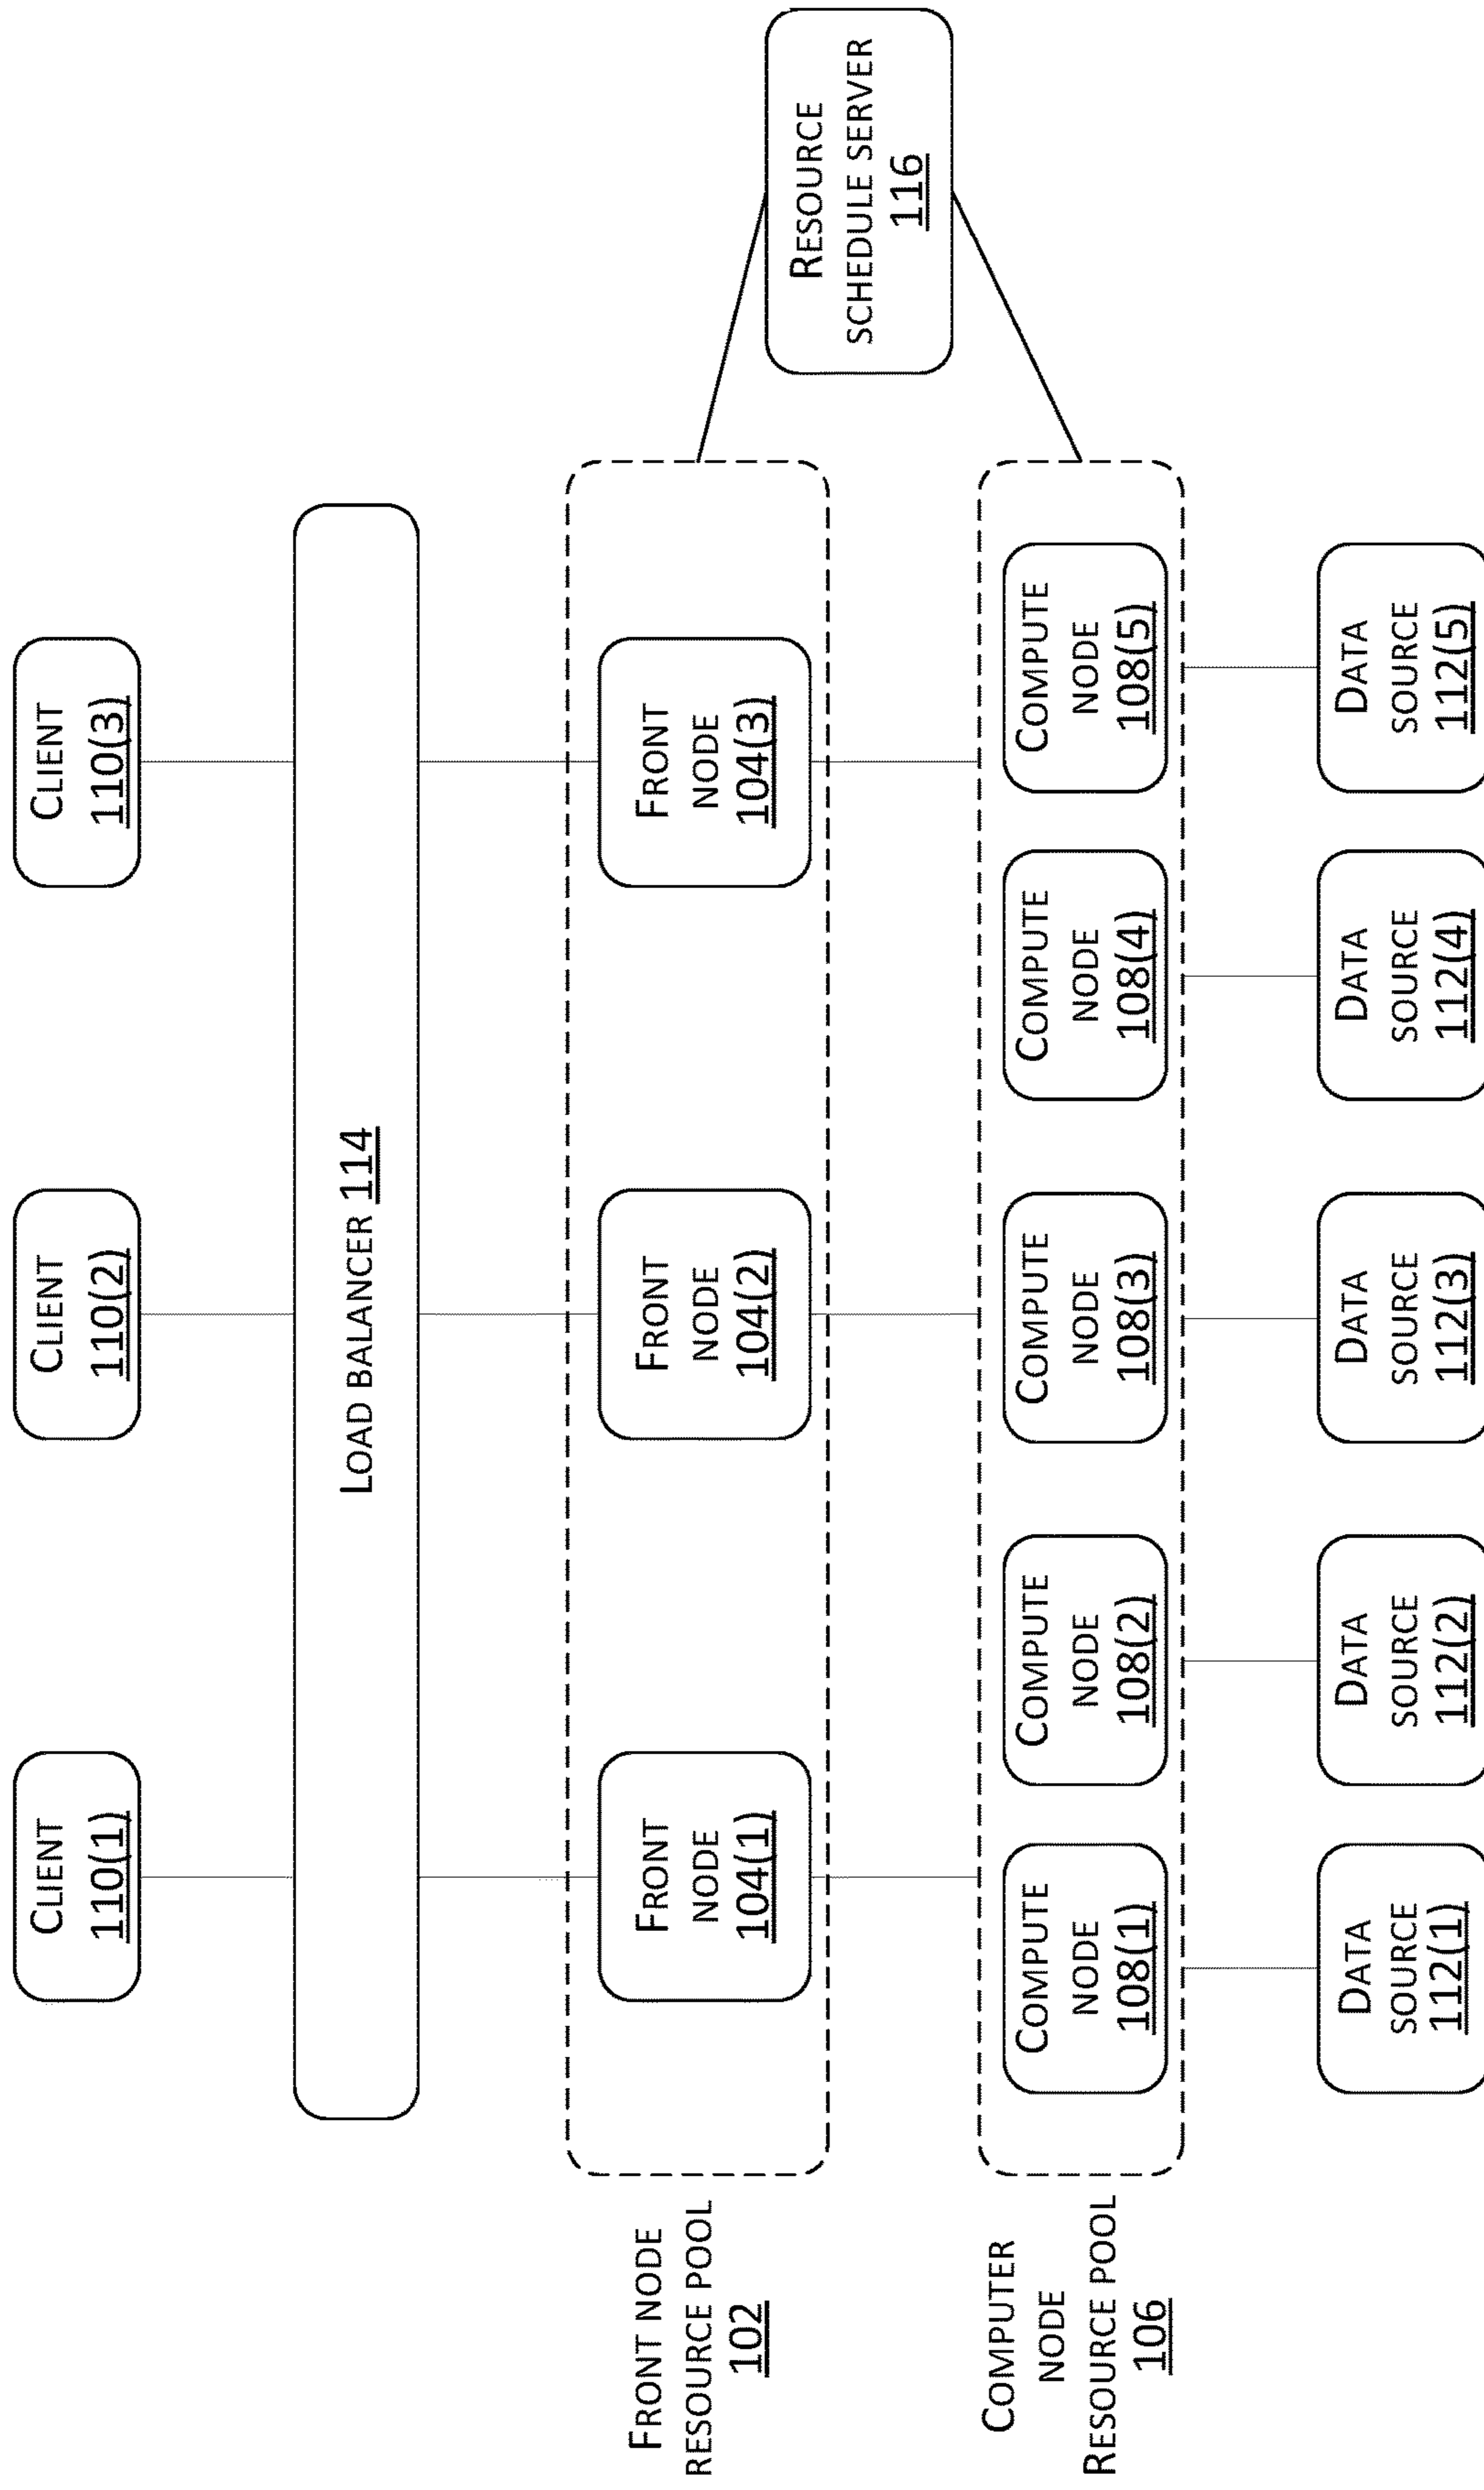 CLIENT
110(1)
CLIENT
110(2)
CLIENT
110(3)
LOAD BALANCER 114
FRONT NODE
RESOURCE POOL
102
FRONT
NODE
104(1)
FRONT
NODE
104(2)
FRONT
NODE
104(3)
RESOURCE
SCHEDULE SERVER
116
COMPUTER
NODE
RESOURCE POOL
106
COMPUTE
NODE
108(1)
COMPUTE
NODE
108(2)
COMPUTE
NODE
108(3)
COMPUTE
NODE
108(4)
COMPUTE
NODE
108(5)
DATA
SOURCE
112(1)
DATA
SOURCE
112(2)
DATA
SOURCE
112(3)
DATA
SOURCE
112(4)
DATA
SOURCE
112(5)